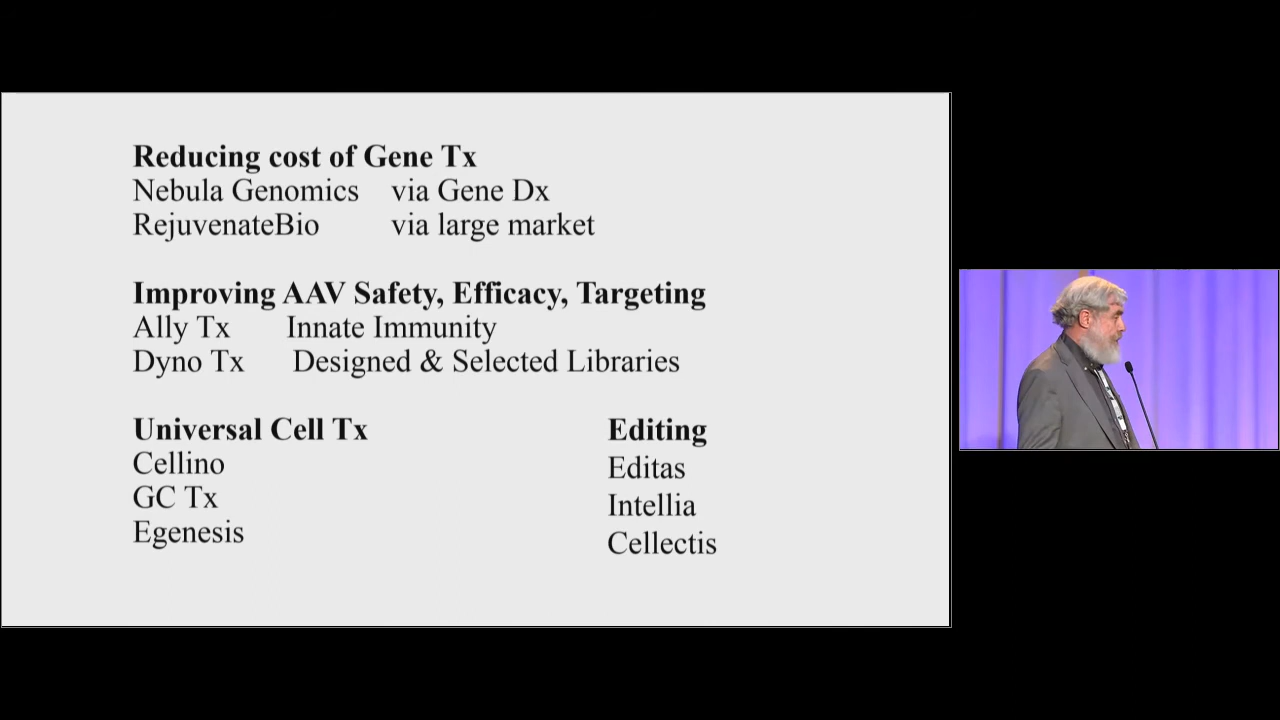 Reducing cost of Gene Tx
Nebula Genomics via Gene Dx
RejuvenateBio via large market
Improving AAV Safety, Efficacy, Targeting
Ally Tx Innate Immunity
Dyno Tx Designed & Selected Libraries
Universal Cell Tx
Cellino
GC Tx
Egenesis
Editing
Editas
Intellia
Cellectis